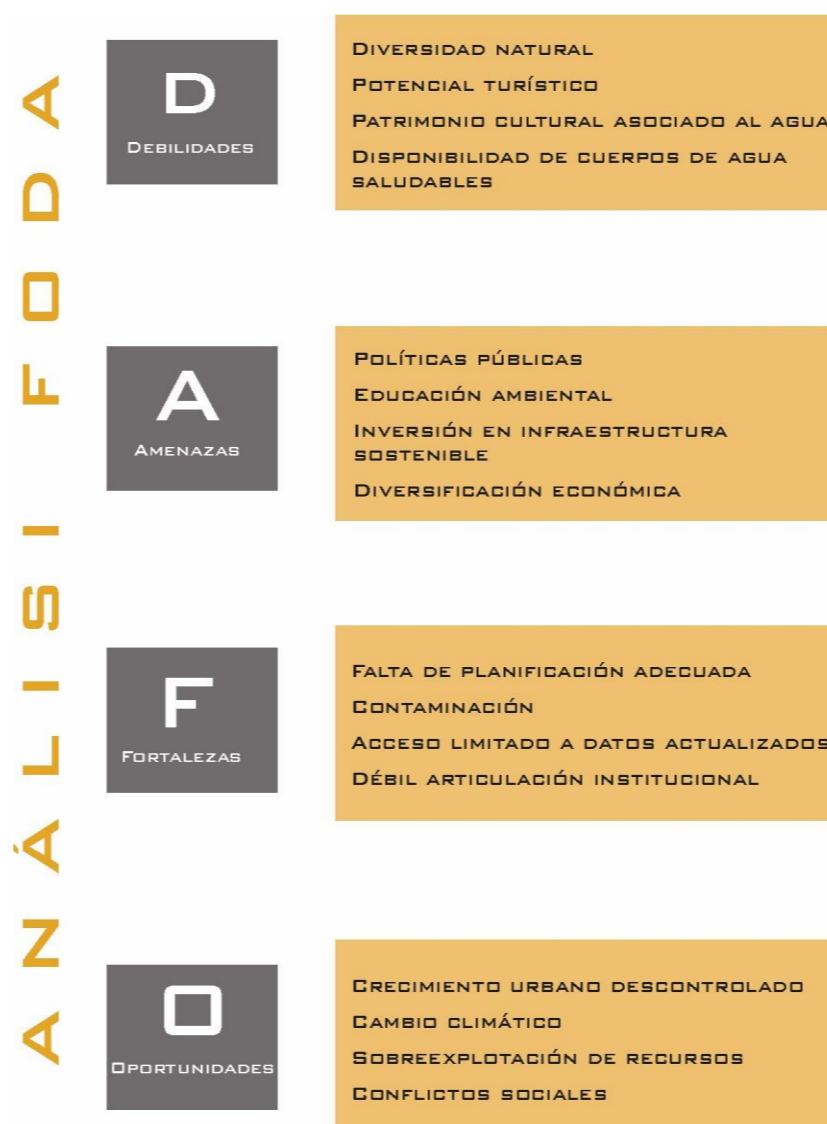 ANÁLISI FODA
D
DEBILIDADES
DIVERSIDAD NATURAL
POTENCIAL TURÍSTICO
PATRIMONIO CULTURAL ASOCIADO AL AGUA
DISPONIBILIDAD DE CUERPOS DE AGUA
SALUDABLES
A
AMENAZAS
POLÍTICAS PÚBLICAS
EDUCACIÓN AMBIENTAL
INVERSIÓN EN INFRAESTRUCTURA
SOSTENIBLE
DIVERSIFICACIÓN ECONÓMICA
F
FORTALEZAS
FALTA DE PLANIFICACIÓN ADECUADA
CONTAMINACIÓN
ACCESO LIMITADO A DATOS ACTUALIZADOS
DÉBIL ARTICULACIÓN INSTITUCIONAL
O
OPORTUNIDADES
CRECIMIENTO URBANO DESCONTROLADO
CAMBIO CLIMÁTICO
SOBREEXPLOTACIÓN DE RECURSOS
CONFLICTOS SOCIALES